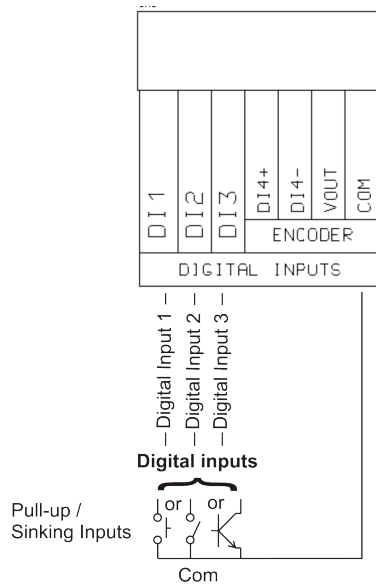 DI1
DI2
DI3
DI4+
DI4-
VOUT
COM
ENCODER
DIGITAL INPUTS
Digital Input 1
Digital Input 2
Digital Input 3
Digital inputs
or
or
Pull-up /
Sinking Inputs
Com